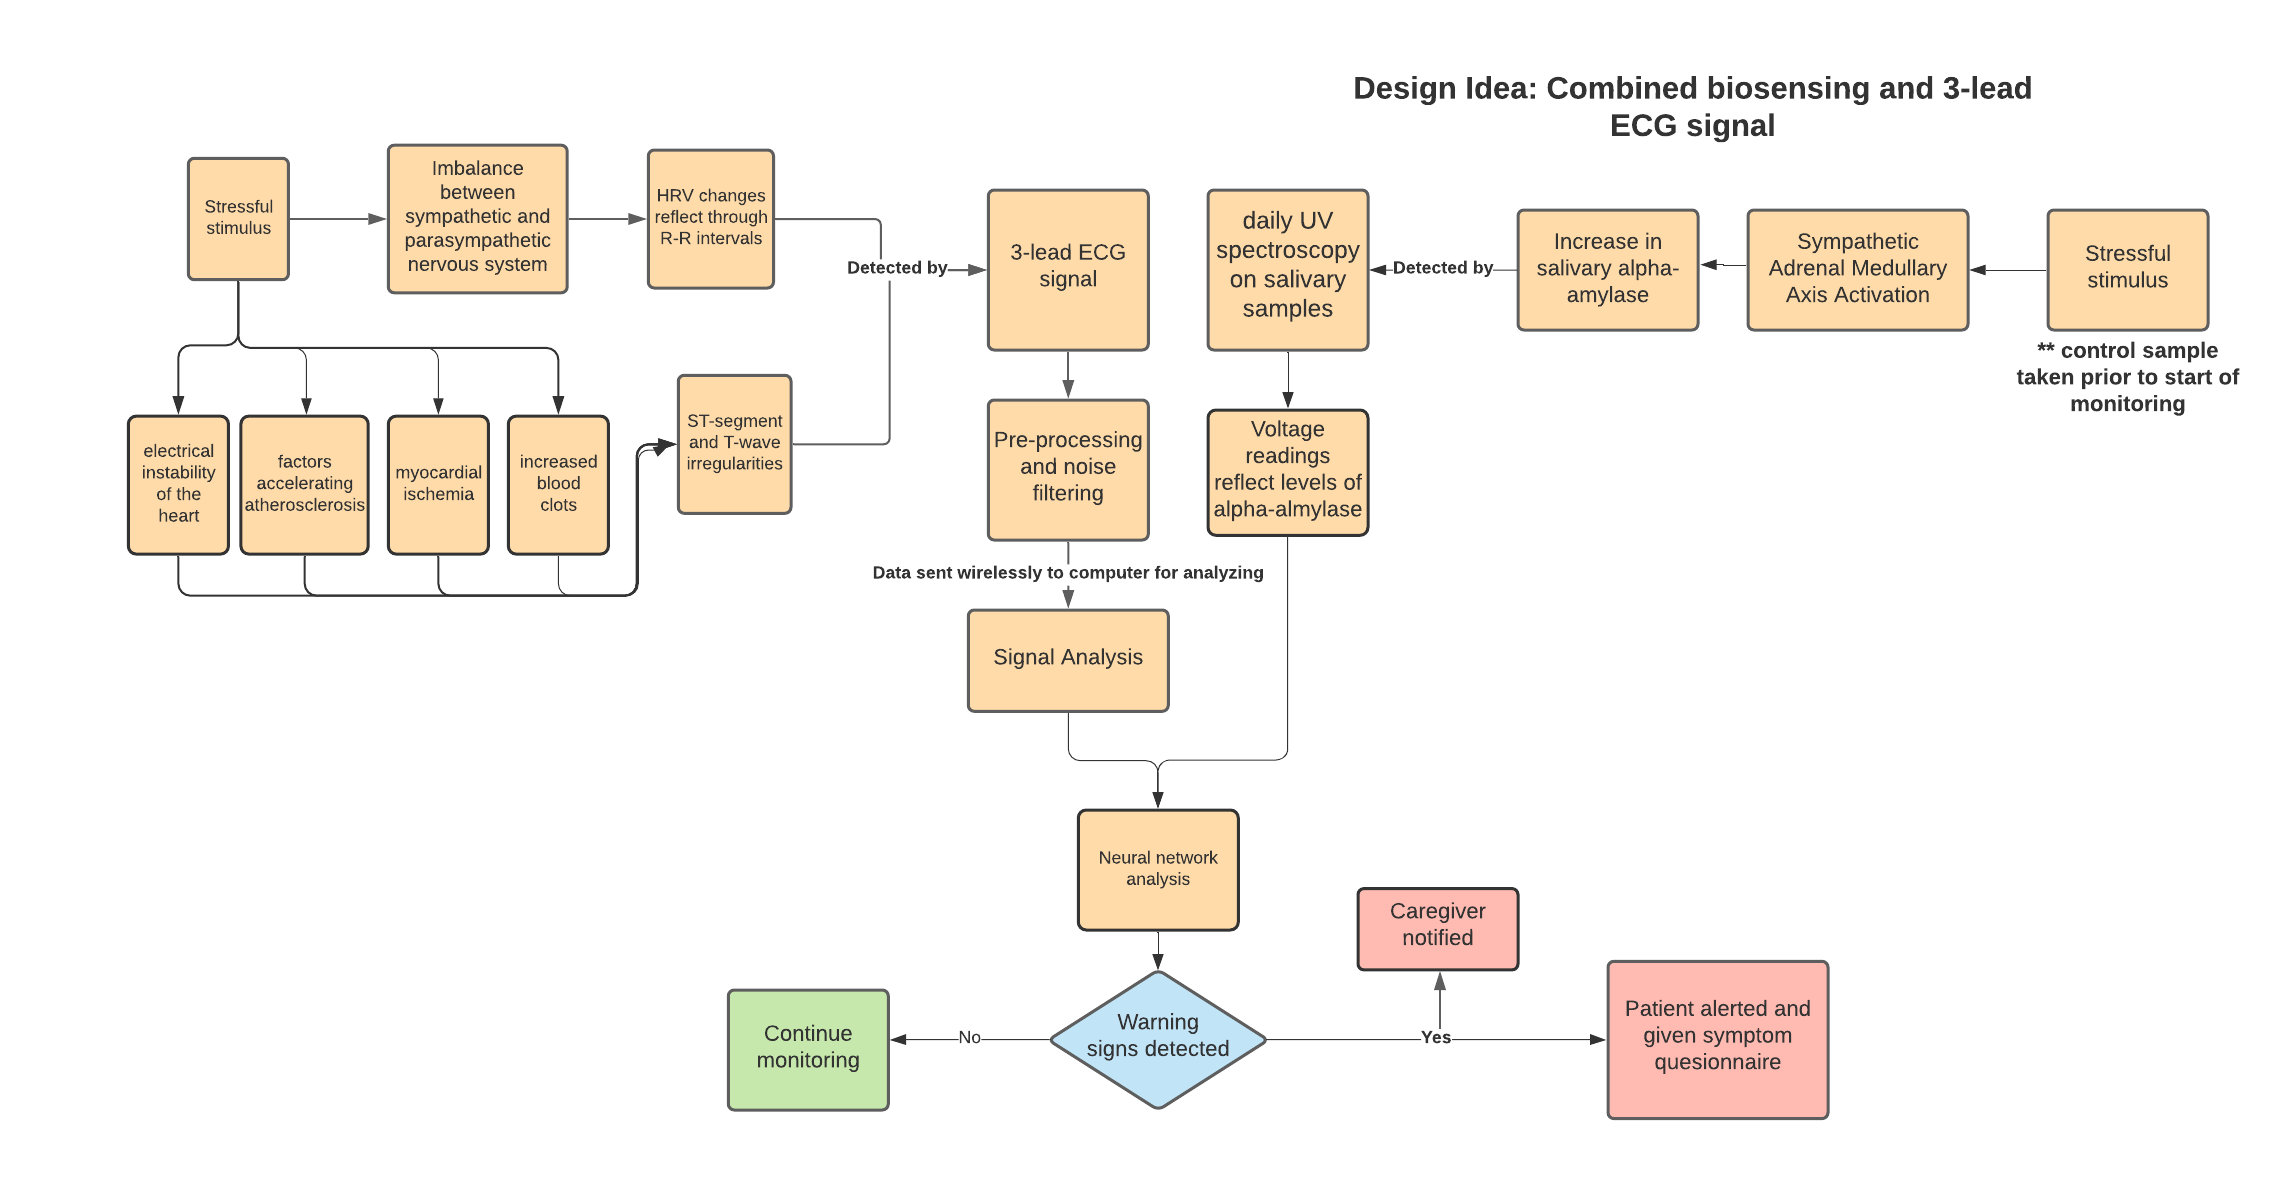 Design Idea: Combined biosensing and 3-lead
ECG signal
Stressful
stimulus
Imbalance
between
sympathetic and
parasympathetic
nervous system
HRV changes
reflect through
R-R intervals
Detected by
3-lead ECG
signal
daily UV
spectroscopy
on salivary
samples
Detected by
Increase in
salivary alpha-
amylase
Sympathetic
Adrenal Medullary
Axis Activation
Stressful
stimulus
** control sample
taken prior to start of
monitoring
electrical
instability
of the
heart
factors
accelerating
atherosclerosis
myocardial
ischemia
increased
blood
clots
ST-segment
and T-wave
irregularities
Pre-processing
and noise
filtering
Voltage
readings
reflect levels of
alpha-almylase
Data sent wirelessly to computer for analyzing
Signal Analysis
Neural network
analysis
Caregiver
notified
Continue
monitoring
No
Warning
signs detected
Yes
Patient alerted and
given symptom
quesionnaire